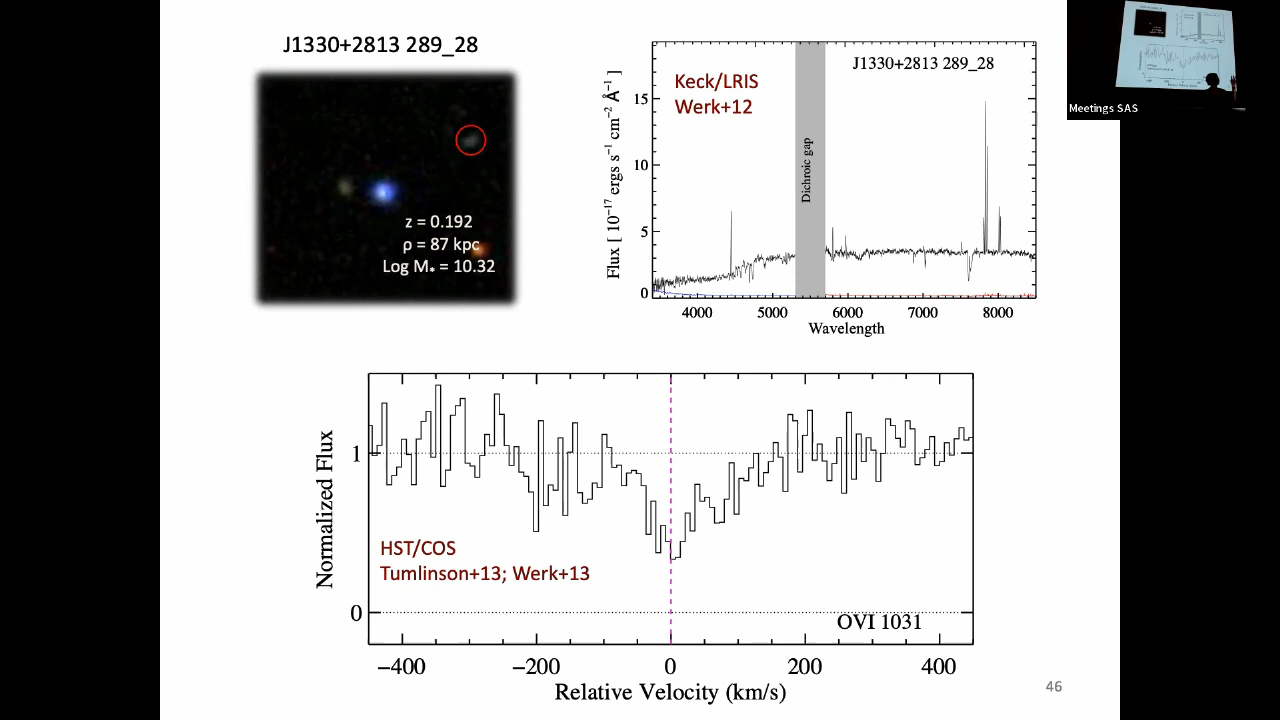 J1330+2813 289_28
z = 0.192
ρ = 87 kpc
Log M* = 10.32
Flux [ 10⁻¹⁷ ergs s⁻¹ cm⁻² Å⁻¹ ]
15
10
5
0
Keck/LRIS
Werk+12
J1330+2813 289_28
Dichroic gap
4000 5000 6000 7000 8000
Wavelength
Meetings SAS
Normalized Flux
1
0
HST/COS
Tumlinson+13; Werk+13
OVI 1031
−400 −200 0 200 400
Relative Velocity (km/s)
46